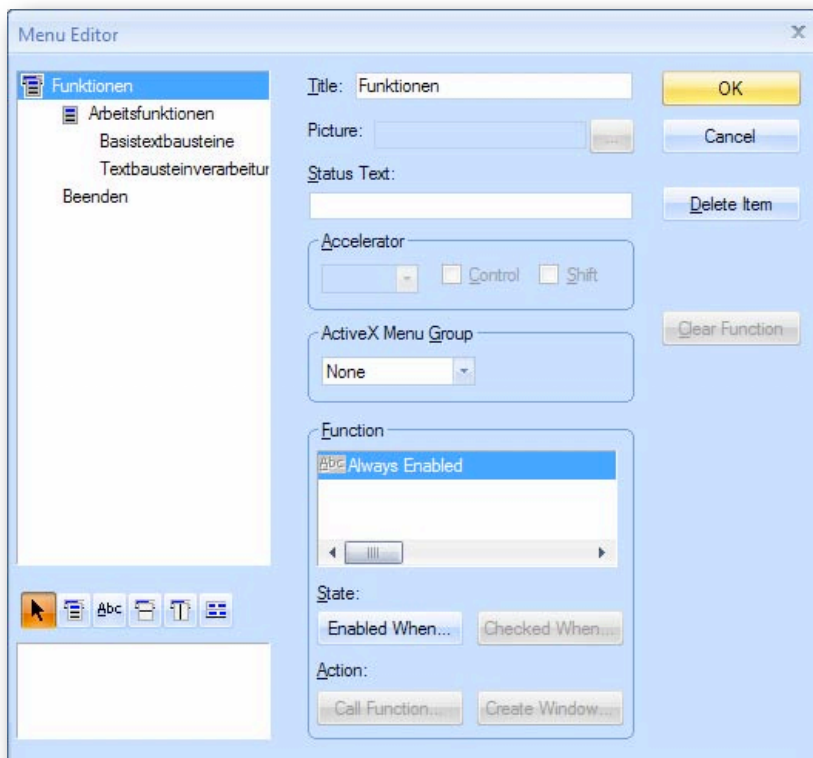 Menu Editor
Funktionen
Arbeitsfunktionen
Basistextbausteine
Textbausteinverarbeitur
Beenden
Abc
Title: Funktionen
Picture: ...
Status Text:
Accelerator
Control Shift
ActiveX Menu Group
None
Function
Abc Always Enabled
State:
Enabled When... Checked When...
Action:
Call Function... Create Window...
OK
Cancel
Delete Item
Clear Function